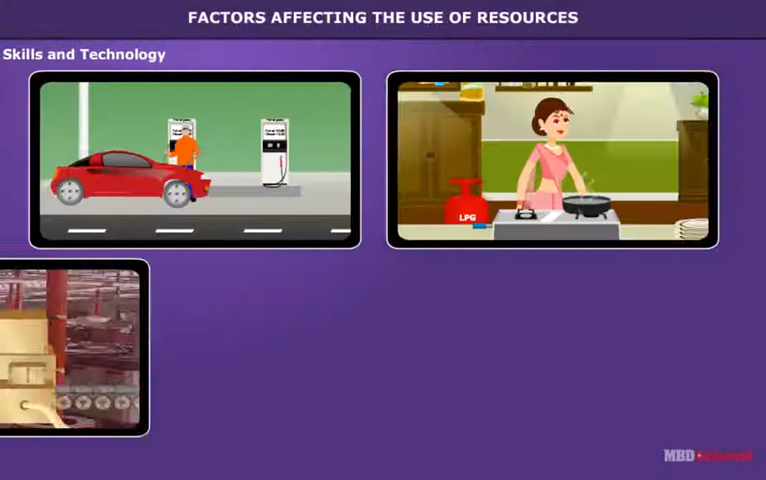 FACTORS AFFECTING THE USE OF RESOURCES
Skills and Technology
LPG
MBD